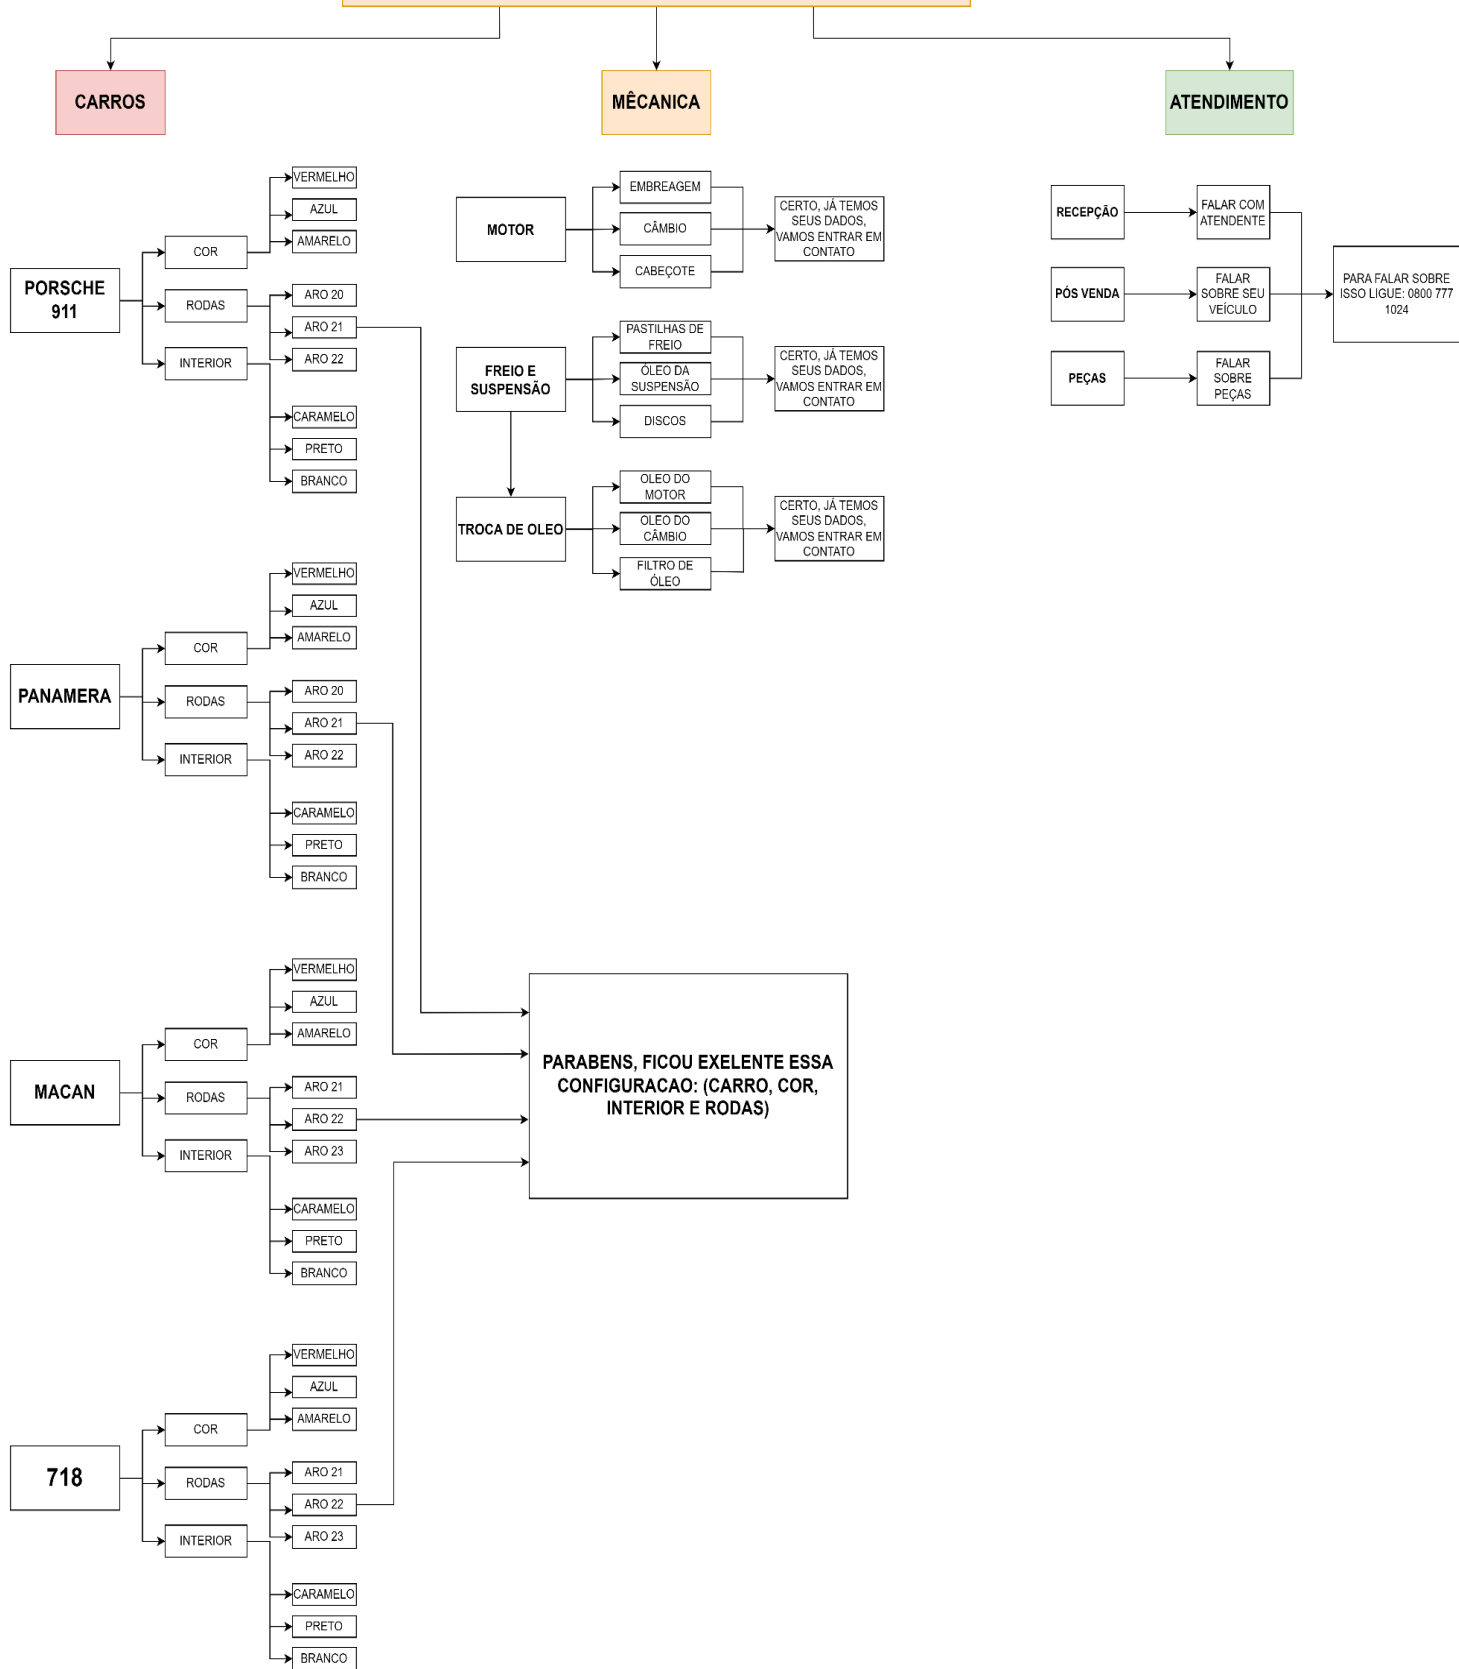 CARROS
MÊCANICA
ATENDIMENTO
PORSCHE
911
COR
VERMELHO
AZUL
AMARELO
RODAS
ARO 20
ARO 21
ARO 22
INTERIOR
CARAMELO
PRETO
BRANCO
PANAMERA
COR
VERMELHO
AZUL
AMARELO
RODAS
ARO 20
ARO 21
ARO 22
INTERIOR
CARAMELO
PRETO
BRANCO
MACAN
COR
VERMELHO
AZUL
AMARELO
RODAS
ARO 21
ARO 22
ARO 23
INTERIOR
CARAMELO
PRETO
BRANCO
718
COR
VERMELHO
AZUL
AMARELO
RODAS
ARO 21
ARO 22
ARO 23
INTERIOR
CARAMELO
PRETO
BRANCO
MOTOR
EMBREAGEM
CÂMBIO
CABEÇOTE
CERTO, JÁ TEMOS
SEUS DADOS,
VAMOS ENTRAR EM
CONTATO
FREIO E
SUSPENSÃO
PASTILHAS DE
FREIO
ÓLEO DA
SUSPENSÃO
DISCOS
CERTO, JÁ TEMOS
SEUS DADOS,
VAMOS ENTRAR EM
CONTATO
TROCA DE OLEO
OLEO DO
MOTOR
OLEO DO
CÂMBIO
FILTRO DE
ÓLEO
CERTO, JÁ TEMOS
SEUS DADOS,
VAMOS ENTRAR EM
CONTATO
PARABENS, FICOU EXELENTE ESSA
CONFIGURACAO: (CARRO, COR,
INTERIOR E RODAS)
RECEPÇÃO
FALAR COM
ATENDENTE
PÓS VENDA
FALAR
SOBRE SEU
VEÍCULO
PEÇAS
FALAR
SOBRE
PEÇAS
PARA FALAR SOBRE
ISSO LIGUE: 0800 777
1024